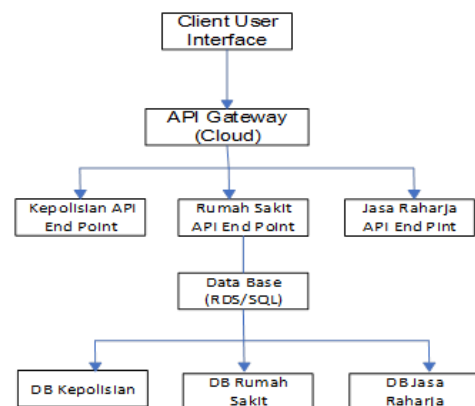 Client User
Interface
API Gateway
(Cloud)
Kepolisian API
End Point
Rumah Sakit
API End Point
Jasa Raharja
API End Pint
Data Base
(RDS/SQL)
DB Kepolisian
DB Rumah
Sakit
DB Jasa
Raharja